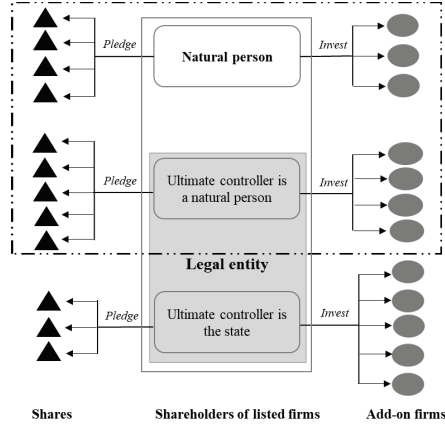 Pledge
Natural person
Invest
Pledge
Ultimate controller is
a natural person
Invest
Legal entity
Pledge
Ultimate controller is
the state
Invest
Shares
Shareholders of listed firms
Add-on firms